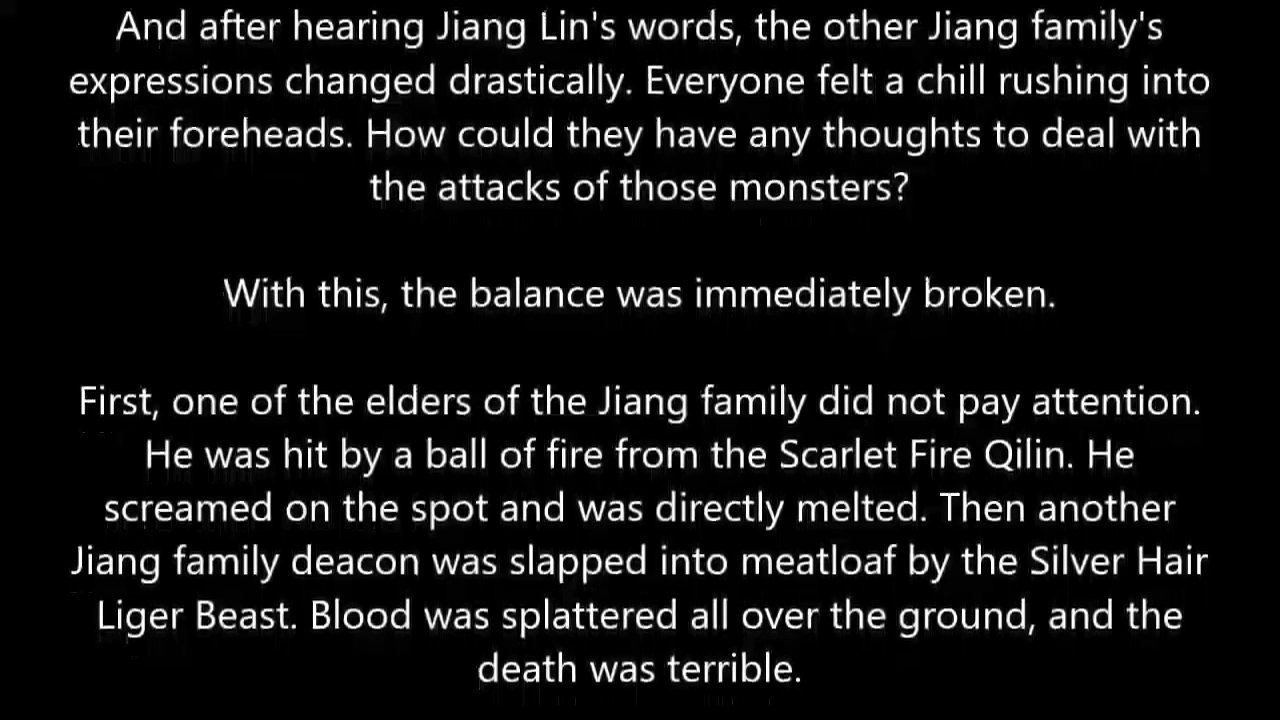 And after hearing Jiang Lin's words, the other Jiang family's
expressions changed drastically. Everyone felt a chill rushing into
their foreheads. How could they have any thoughts to deal with
the attacks of those monsters?
With this, the balance was immediately broken.
First, one of the elders of the Jiang family did not pay attention.
He was hit by a ball of fire from the Scarlet Fire Qilin. He
screamed on the spot and was directly melted. Then another
Jiang family deacon was slapped into meatloaf by the Silver Hair
Liger Beast. Blood was splattered all over the ground, and the
death was terrible.